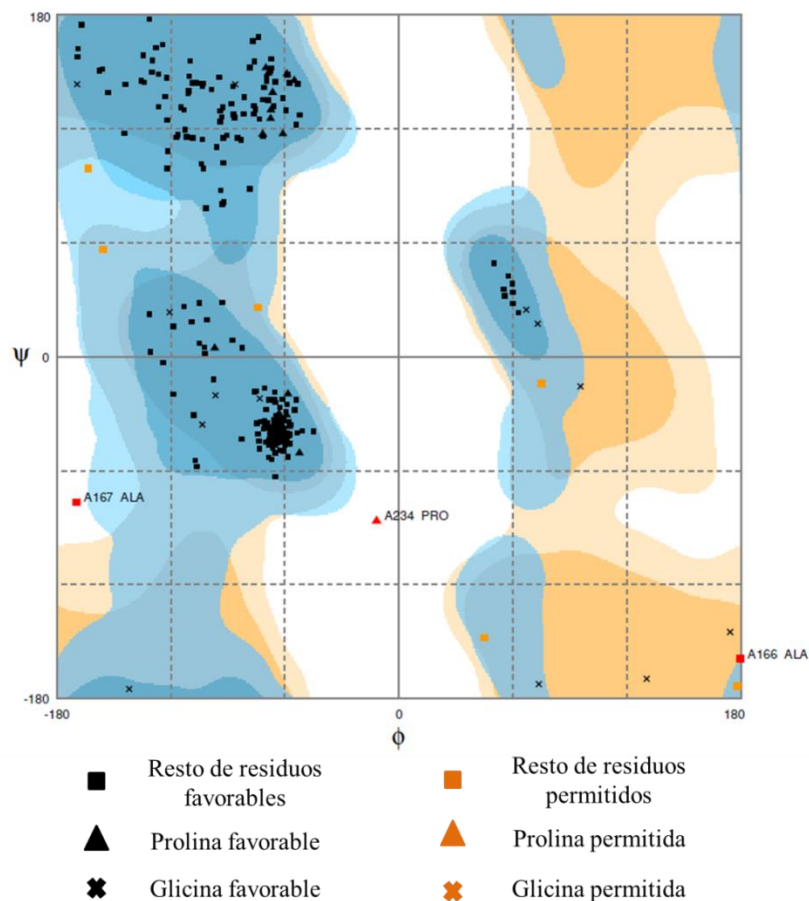 180
A167 ALA
A234 PRO
A166 ALA
ψ
0
-180
-180
0
180
ϕ
Resto de residuos
favorables
Resto de residuos
permitidos
Prolina favorable
Prolina permitida
Glicina favorable
Glicina permitida